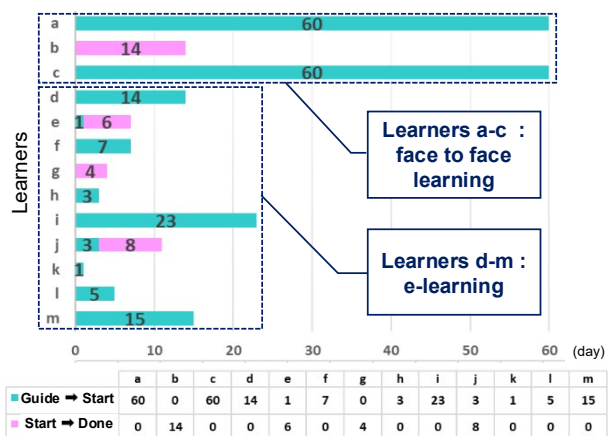 Learners
a 60
b 14
c 60
d 14
e 1 6
f 7
g 4
h 3
i 23
j 3 8
k 1
l 5
m 15
Learners a-c :
face to face
learning
Learners d-m :
e-learning
0 10 20 30 40 50 60 (day)
a b c d e f g h i j k l m
Guide ➡ Start 60 0 60 14 1 7 0 3 23 3 1 5 15
Start ➡ Done 0 14 0 0 6 0 4 0 0 8 0 0 0